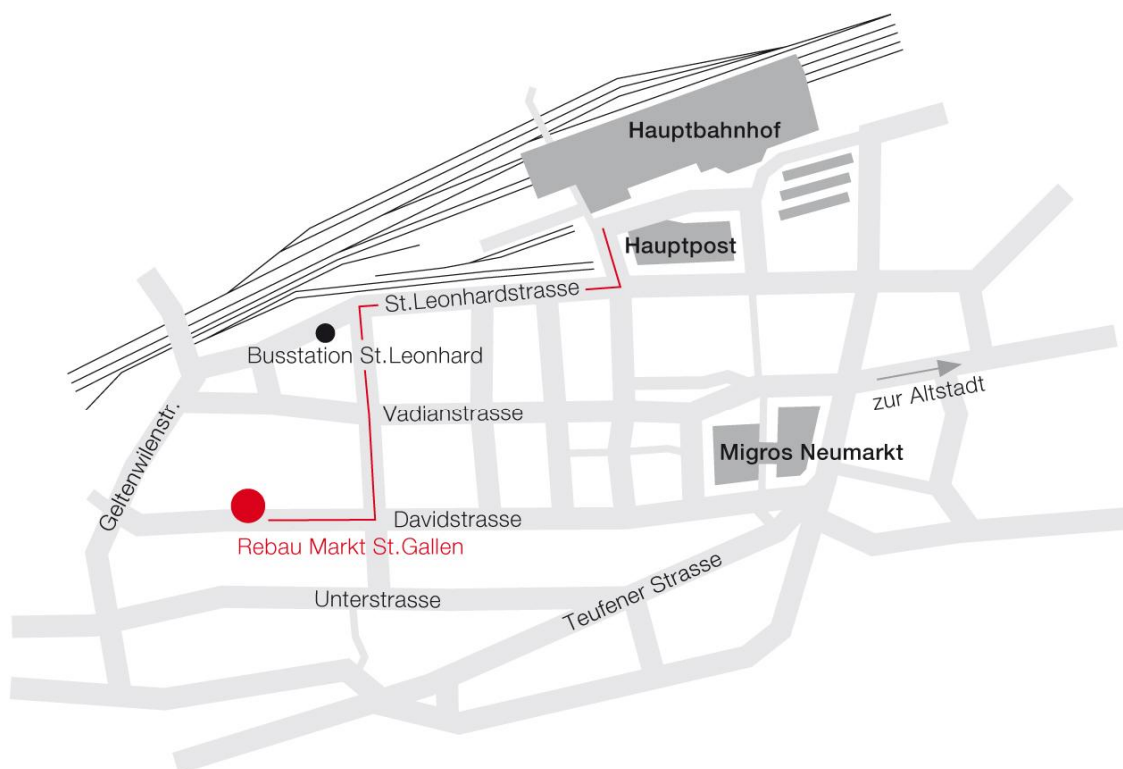 Hauptbahnhof
Hauptpost
St.Leonhardstrasse
Busstation St.Leonhard
zur Altstadt
Vadianstrasse
Geltenwilenstr.
Migros Neumarkt
Davidstrasse
Rebau Markt St.Gallen
Teufener Strasse
Unterstrasse